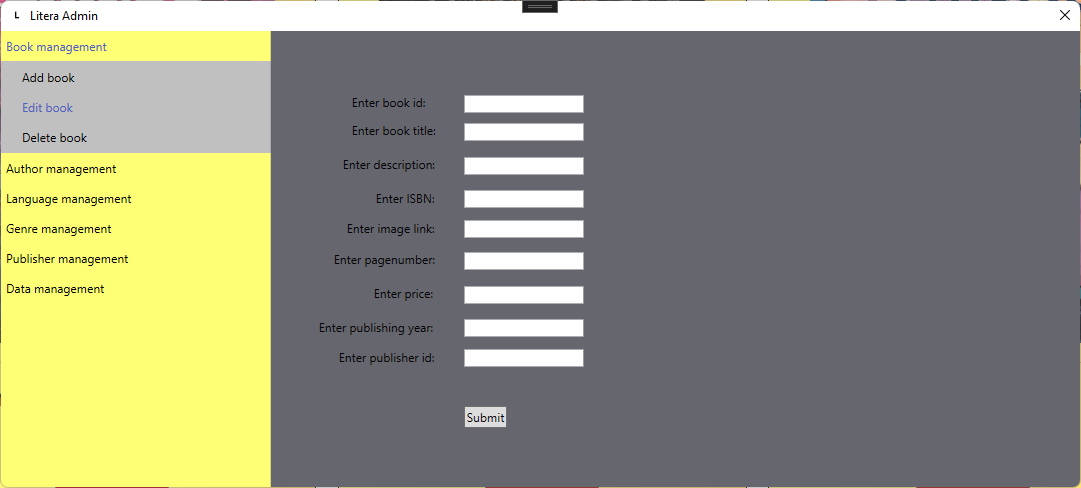 Litera Admin
Book management
Add book
Edit book
Delete book
Author management
Language management
Genre management
Publisher management
Data management
Enter book id:
Enter book title:
Enter description:
Enter ISBN:
Enter image link:
Enter pagenumber:
Enter price:
Enter publishing year:
Enter publisher id:
Submit